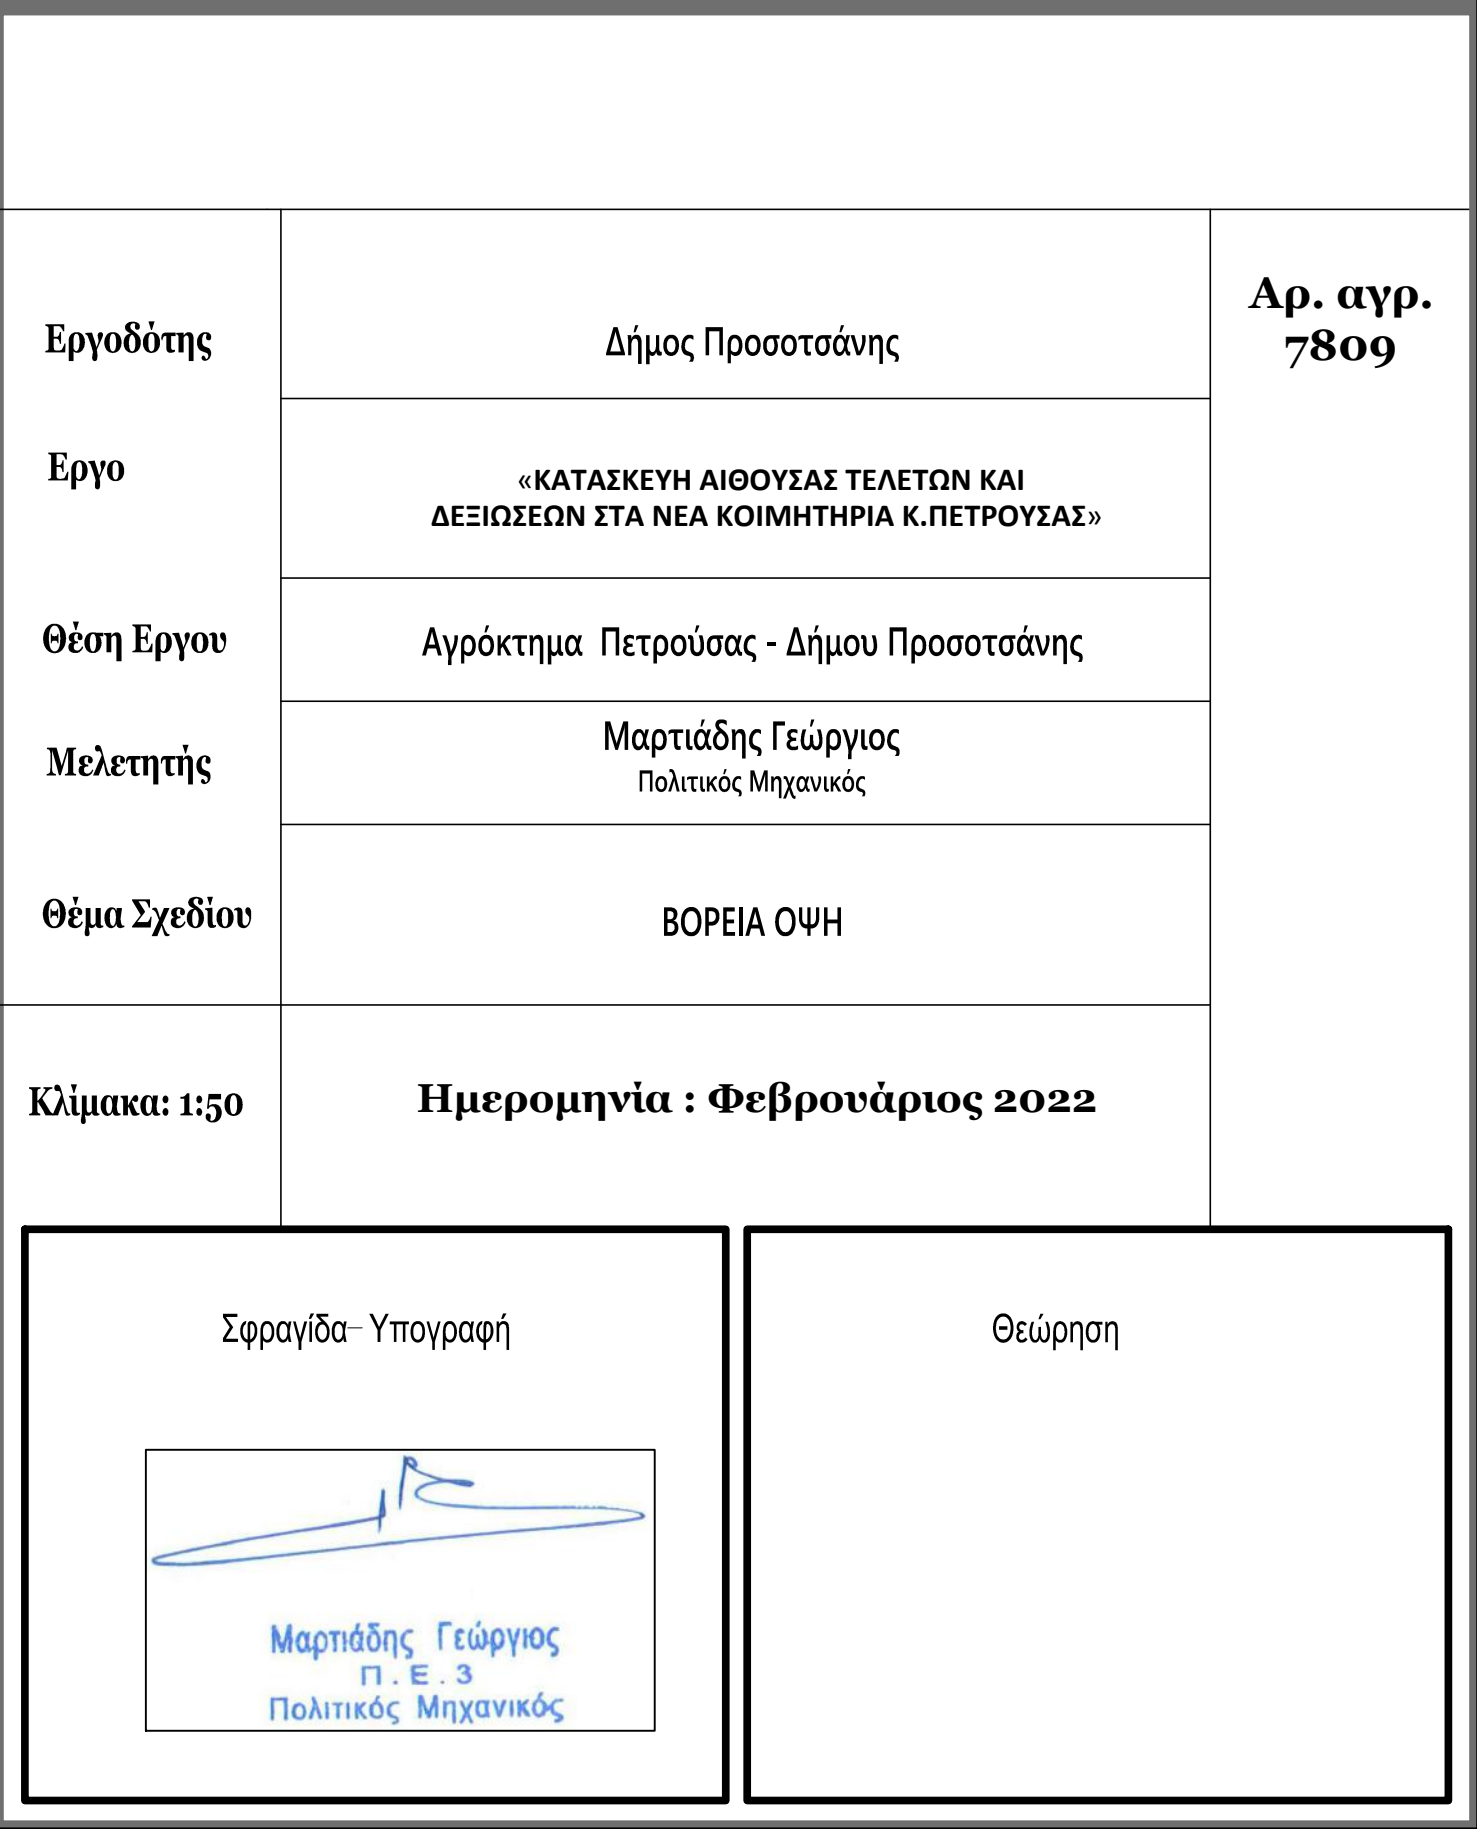 Εργοδότης
Δήμος Προσοτσάνης
Αρ. αγρ.
7809
Εργο
«ΚΑΤΑΣΚΕΥΗ ΑΙΘΟΥΣΑΣ ΤΕΛΕΤΩΝ ΚΑΙ
ΔΕΞΙΩΣΕΩΝ ΣΤΑ ΝΕΑ ΚΟΙΜΗΤΗΡΙΑ Κ.ΠΕΤΡΟΥΣΑΣ»
Θέση Εργου
Αγρόκτημα Πετρούσας - Δήμου Προσοτσάνης
Μελετητής
Μαρτιάδης Γεώργιος
Πολιτικός Μηχανικός
Θέμα Σχεδίου
ΒΟΡΕΙΑ ΟΨΗ
Κλίμακα: 1:50
Ημερομηνία : Φεβρουάριος 2022
Σφραγίδα– Υπογραφή
Μαρτιάδης Γεώργιος
Π.Ε.3
Πολιτικός Μηχανικός
Θεώρηση